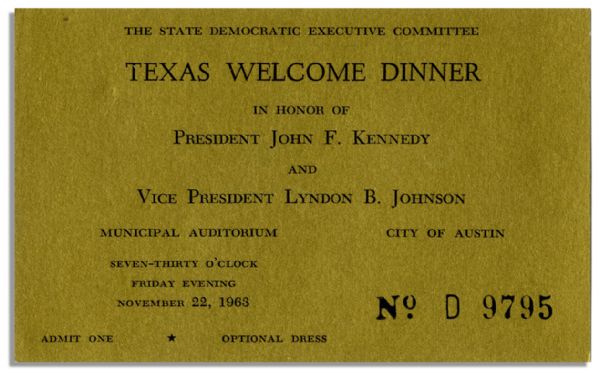 THE STATE DEMOCRATIC EXECUTIVE COMMITTEE
TEXAS WELCOME DINNER
IN HONOR OF
PRESIDENT JOHN F. KENNEDY
AND
VICE PRESIDENT LYNDON B. JOHNSON
MUNICIPAL AUDITORIUM CITY OF AUSTIN
SEVEN-THIRTY O'CLOCK
FRIDAY EVENING
NOVEMBER 22, 1963
Nº D 9795
ADMIT ONE ★ OPTIONAL DRESS